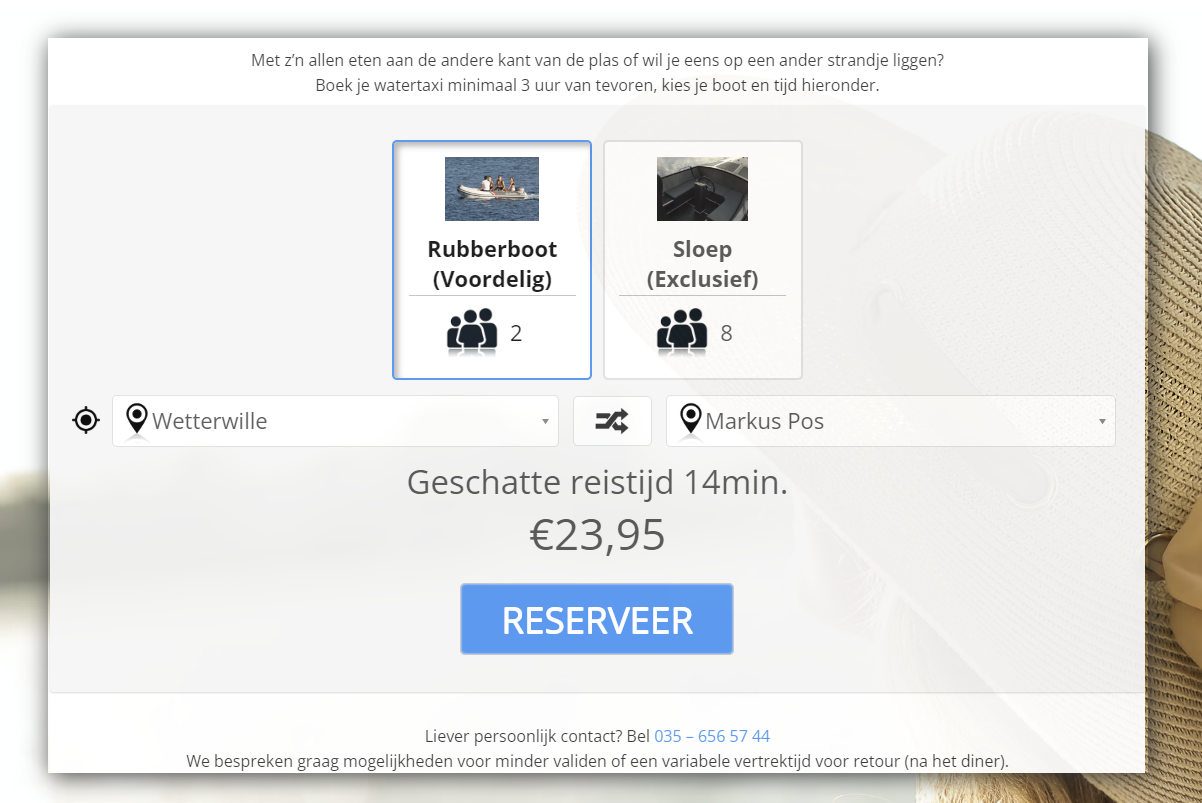 Met z’n allen eten aan de andere kant van de plas of wil je eens op een ander strandje liggen?
Boek je watertaxi minimaal 3 uur van tevoren, kies je boot en tijd hieronder.
Rubberboot
(Voordelig)
2
Sloep
(Exclusief)
8
Wetterwille
Markus Pos
Geschatte reistijd 14min.
€23,95
RESERVEER
Liever persoonlijk contact? Bel 035 – 656 57 44
We bespreken graag mogelijkheden voor minder validen of een variabele vertrektijd voor retour (na het diner).